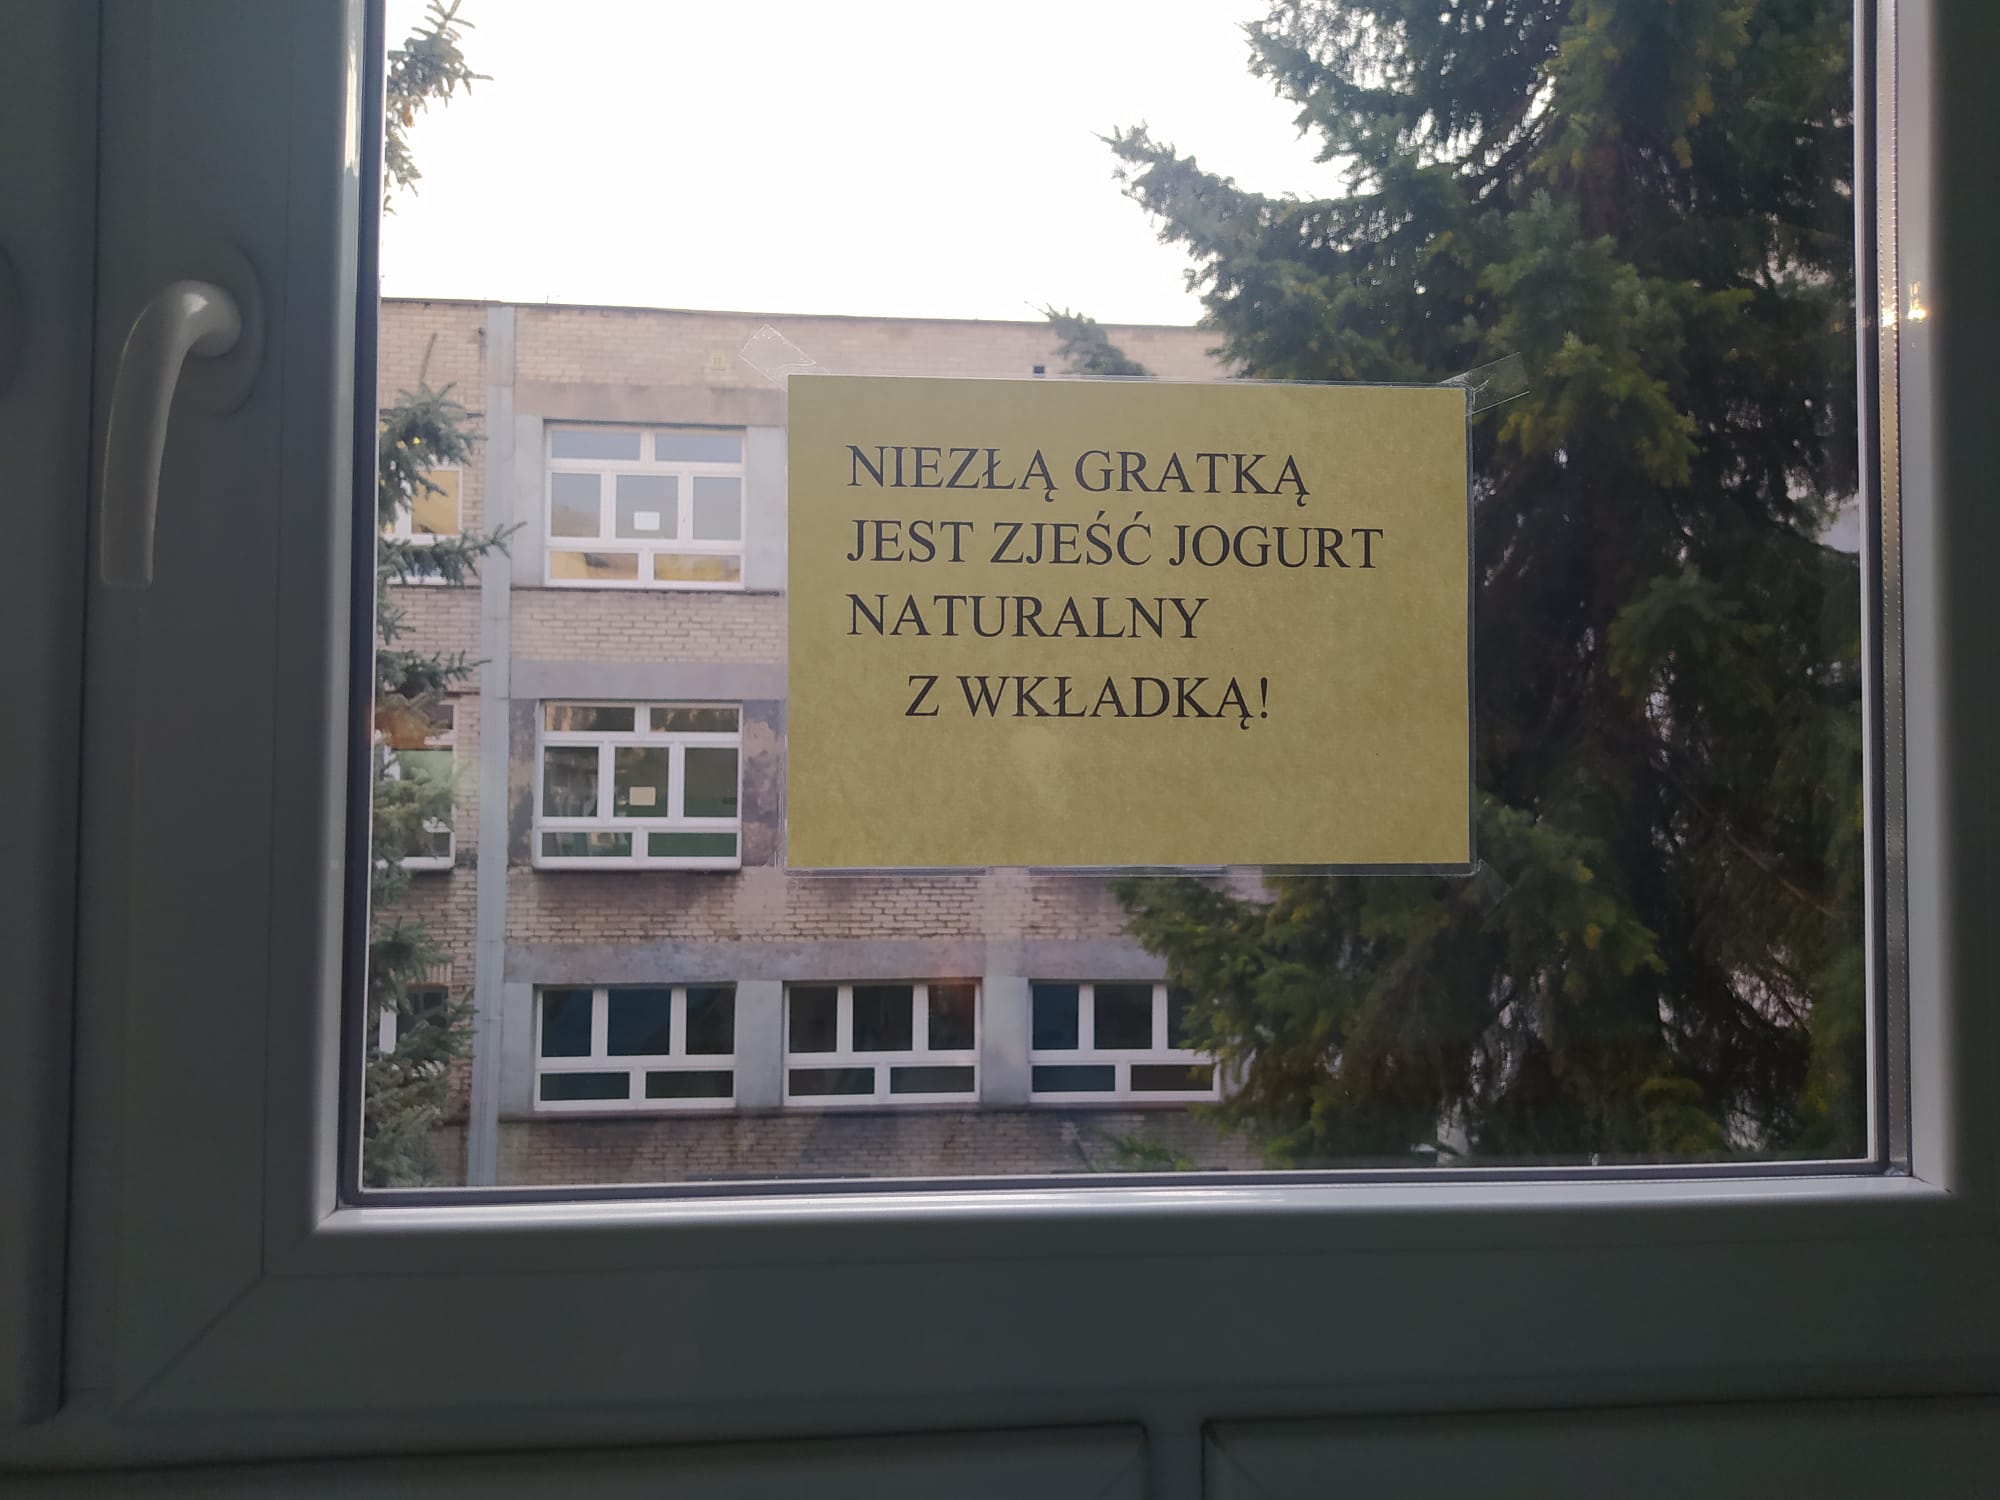 NIEZŁĄ GRATKĄ
JEST ZJEŚĆ JOGURT
NATURALNY
Z WKŁADKĄ!